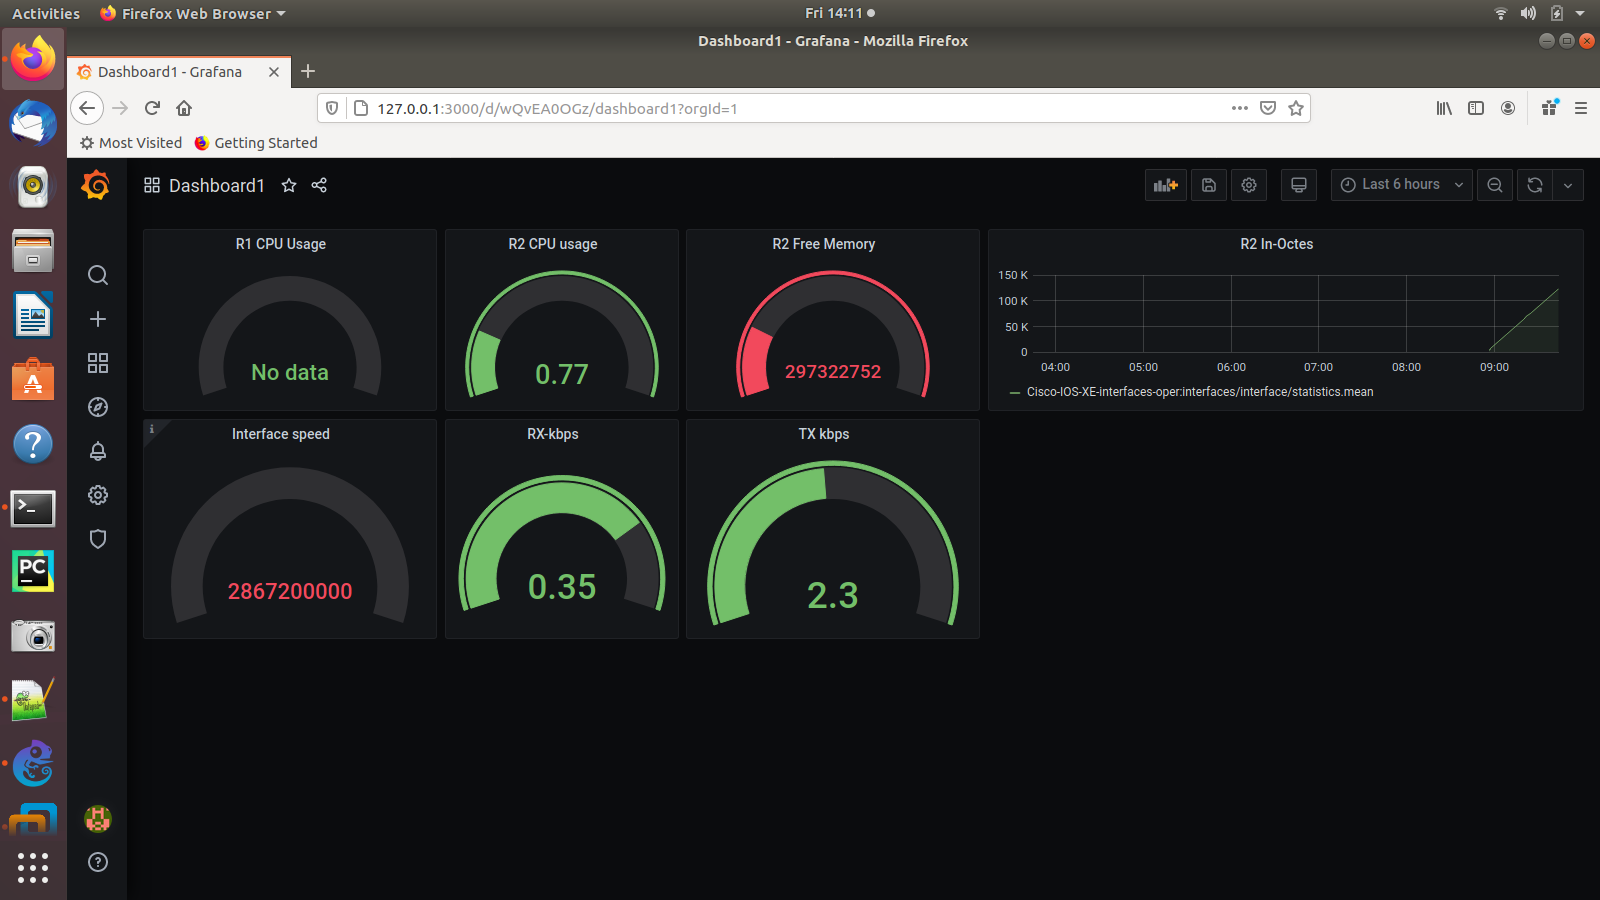 Activities
Firefox Web Browser
Fri 14:11
Dashboard1 - Grafana - Mozilla Firefox
Dashboard1 - Grafana
127.0.0.1:3000/d/wQvEA0OGz/dashboard1?orgId=1
Most Visited
Getting Started
Dashboard1
Last 6 hours
R1 CPU Usage
No data
R2 CPU usage
0.77
R2 Free Memory
297322752
R2 In-Octes
150 K
100 K
50 K
0
04:00 05:00 06:00 07:00 08:00 09:00
Cisco-IOS-XE-interfaces-oper:interfaces/interface/statistics.mean
Interface speed
2867200000
RX-kbps
0.35
TX kbps
2.3
PC